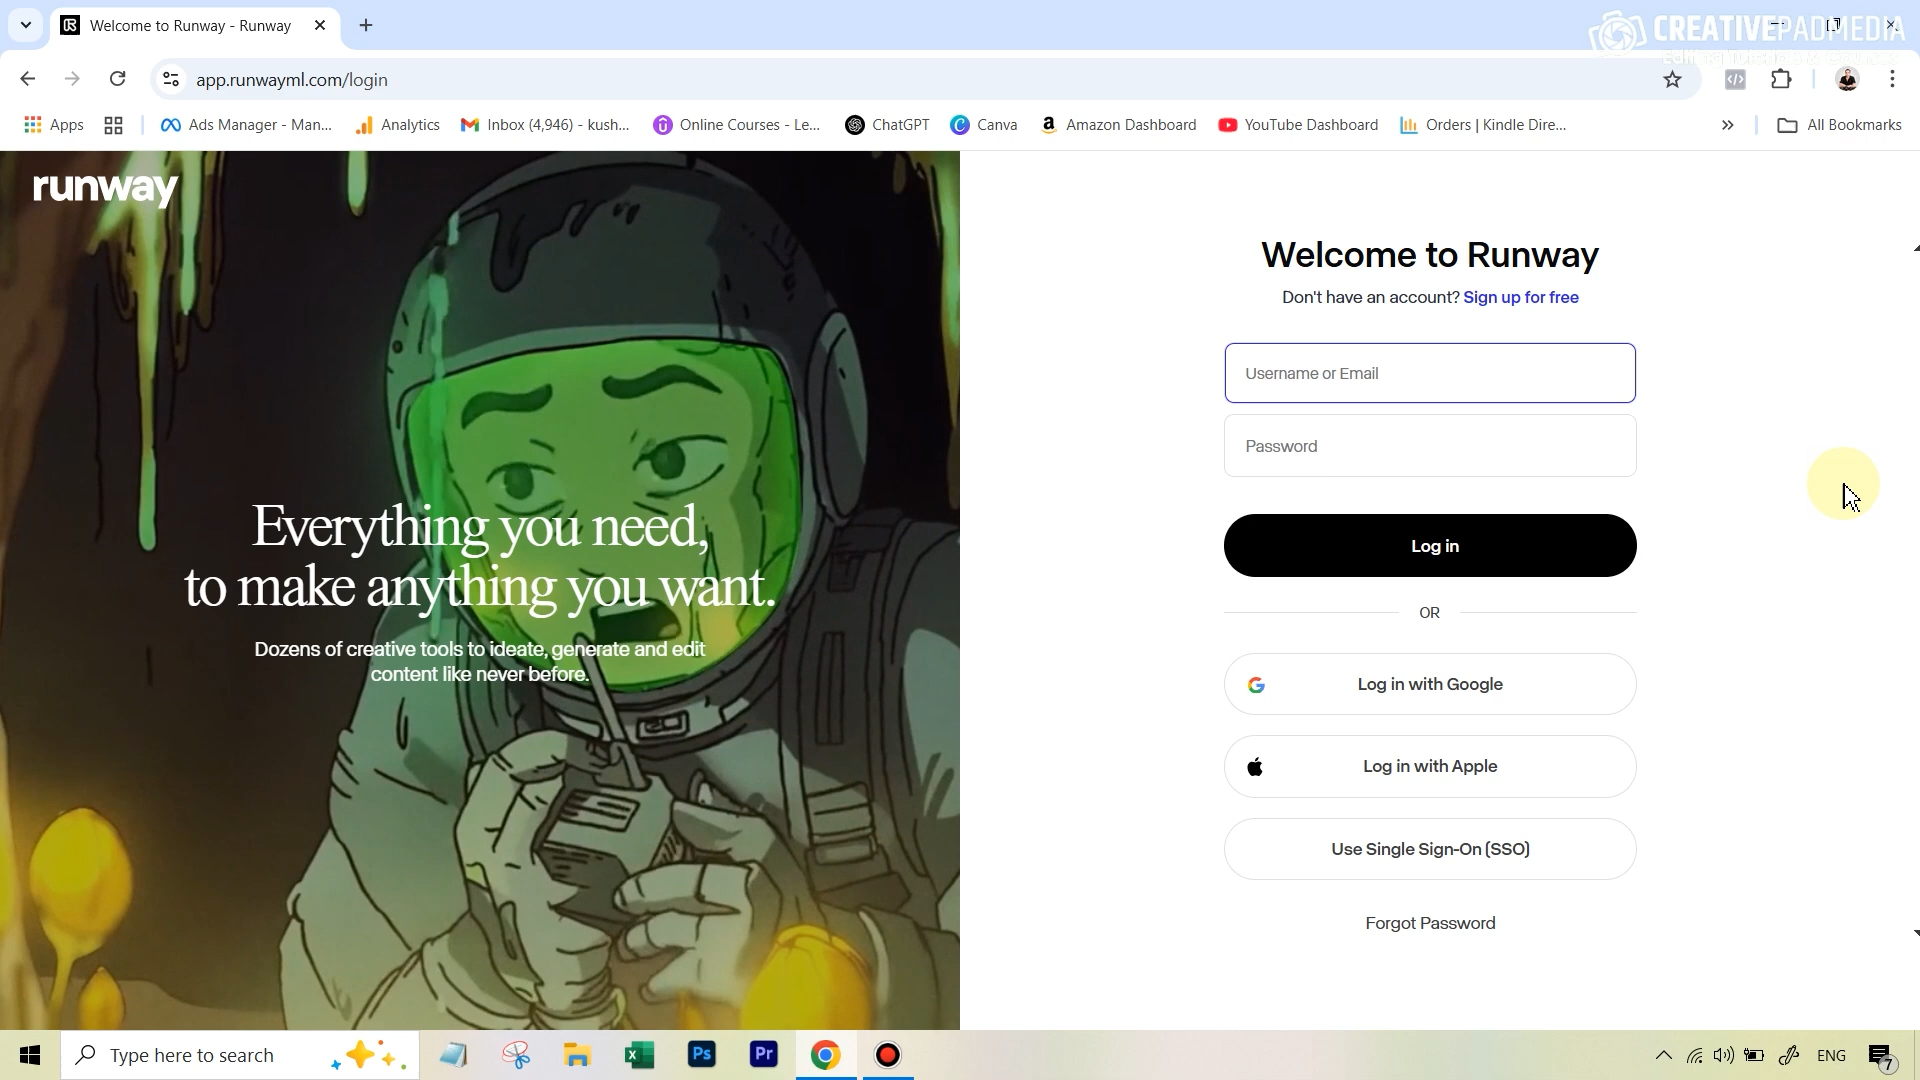 Welcome to Runway - Runway
CREATIVEPADMEDIA
app.runwayml.com/login
Apps
Ads Manager - Man...
Analytics
Inbox (4,946) - kush...
Online Courses - Le...
ChatGPT
Canva
Amazon Dashboard
YouTube Dashboard
Orders | Kindle Dire...
All Bookmarks
runway
Everything you need,
to make anything you want.
Dozens of creative tools to ideate, generate and edit
content like never before.
Welcome to Runway
Don't have an account? Sign up for free
Username or Email
Password
Log in
OR
Log in with Google
Log in with Apple
Use Single Sign-On (SSO)
Forgot Password
Type here to search
Ps
Pr
ENG
7